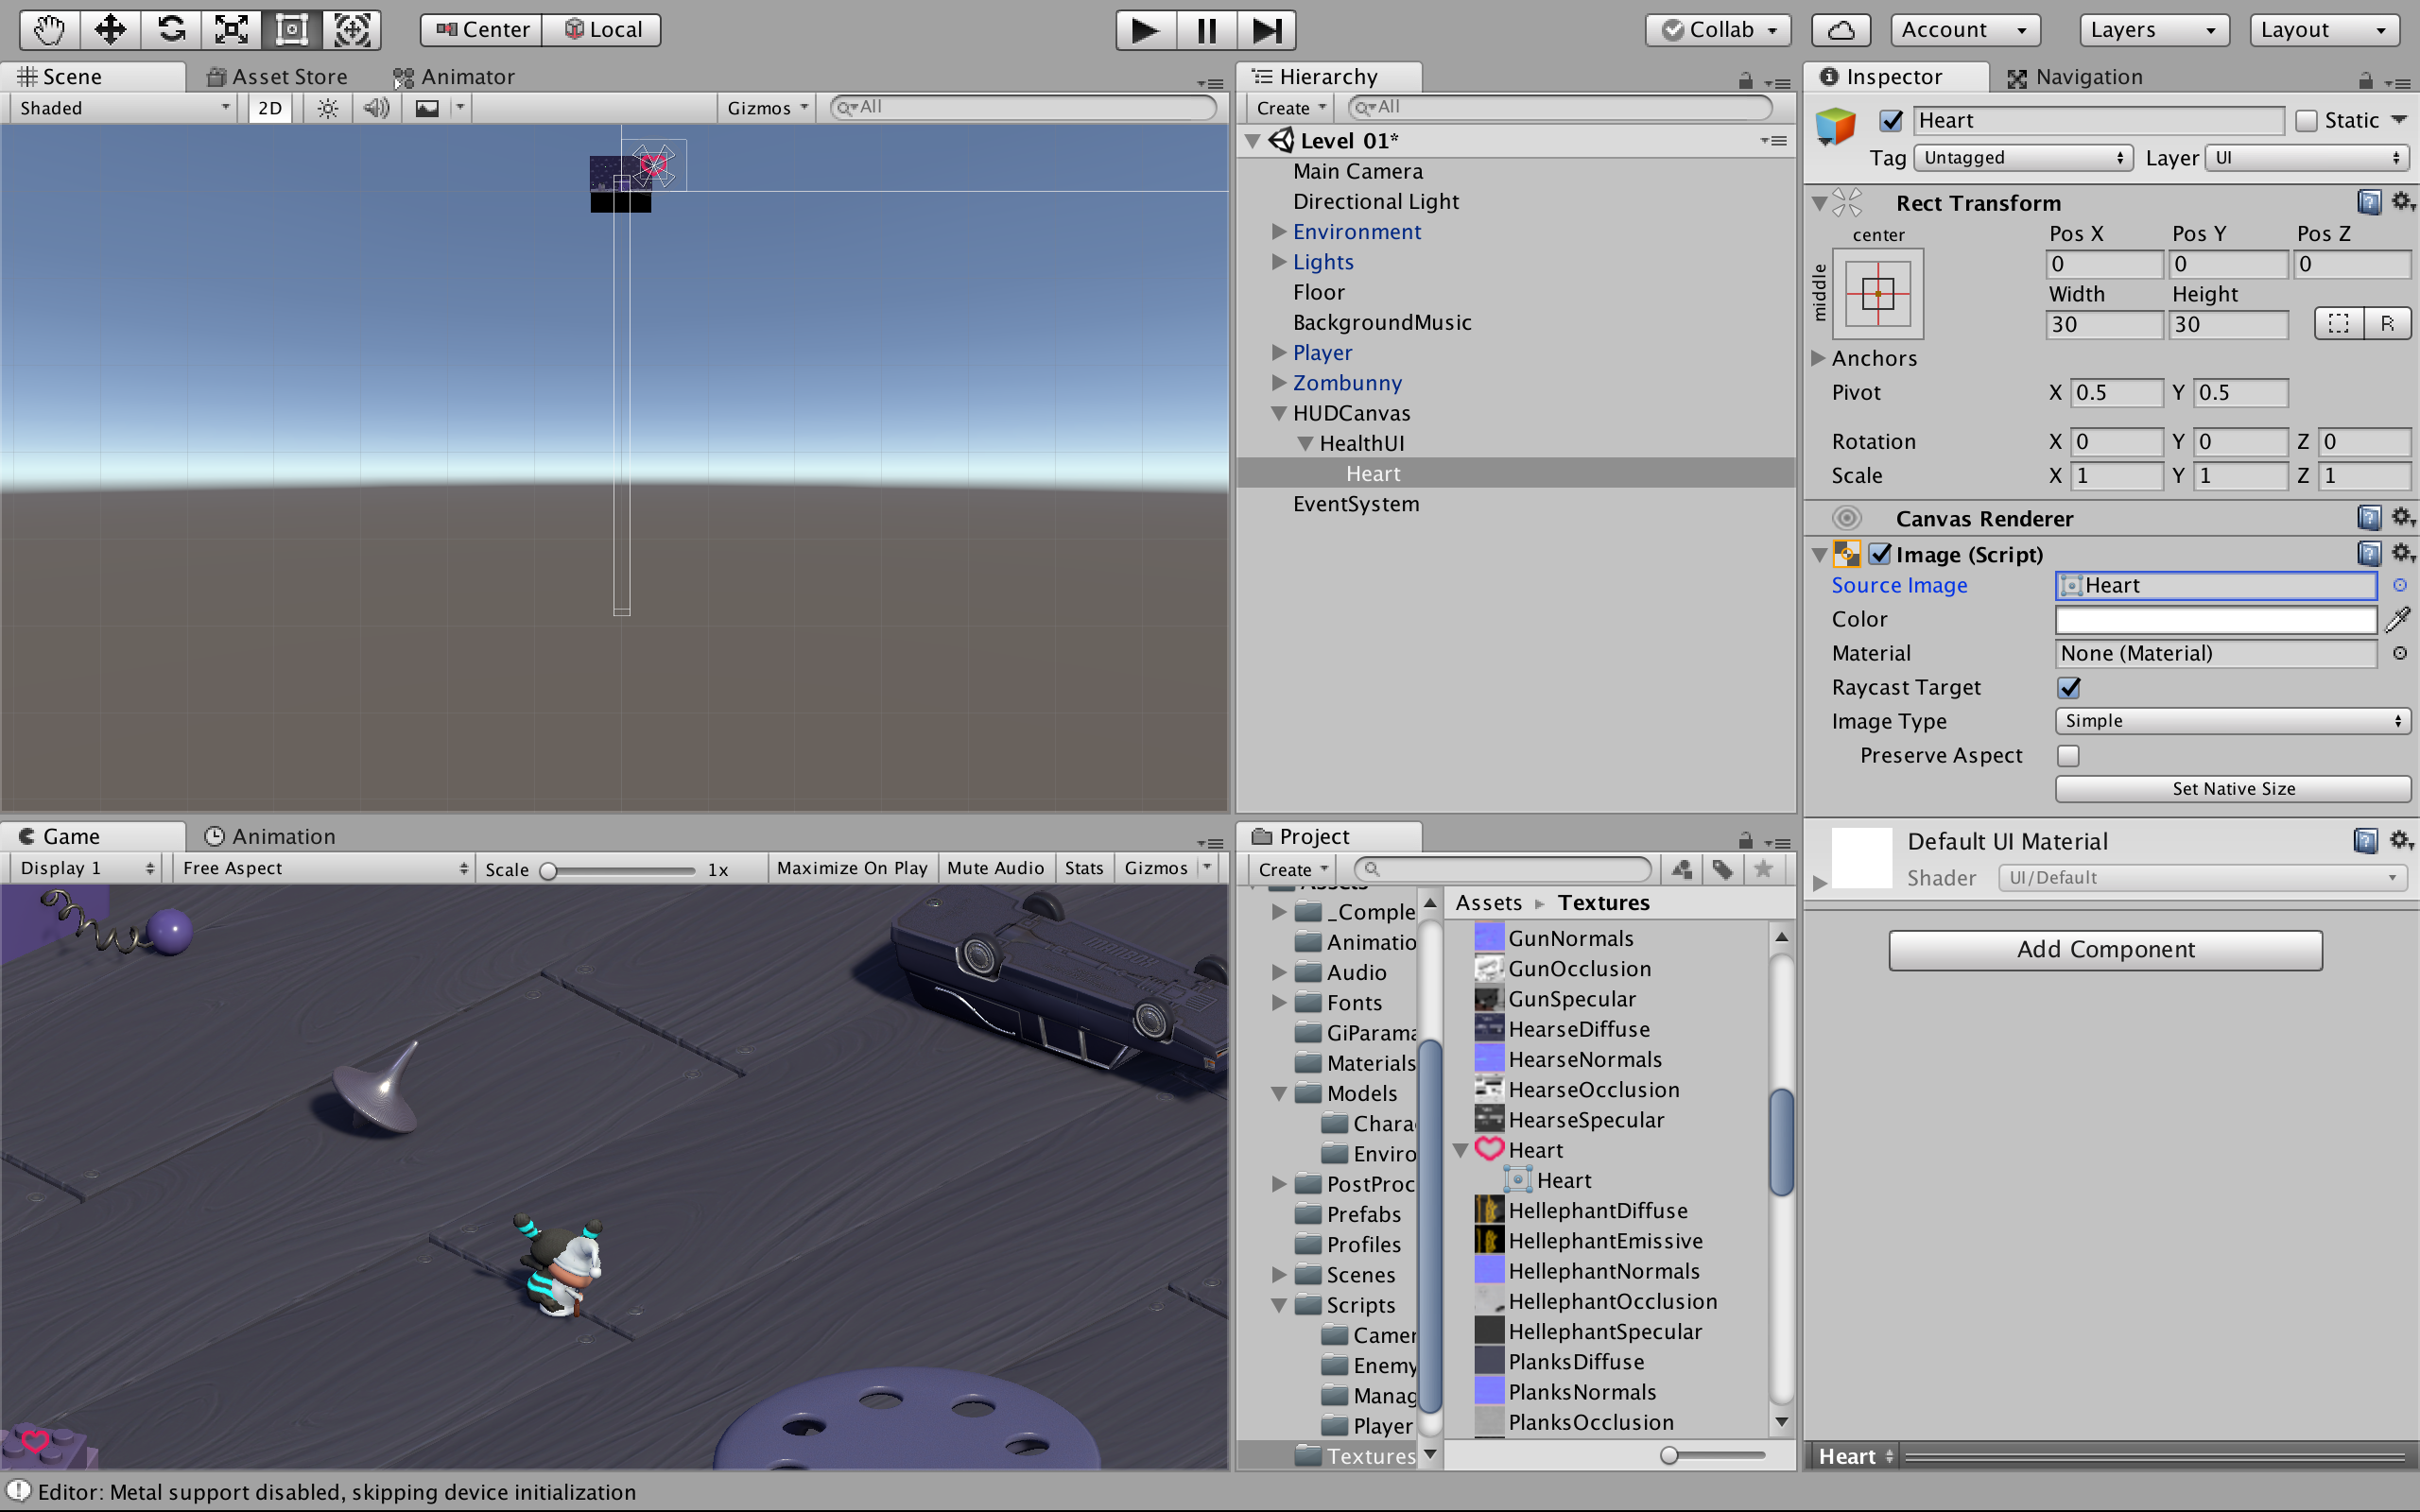 Center Local Collab Account Layers Layout
Scene Asset Store Animator
Shaded 2D Gizmos All
Hierarchy
Create All
Level 01*
Main Camera
Directional Light
Environment
Lights
Floor
BackgroundMusic
Player
Zombunny
HUDCanvas
HealthUI
Heart
EventSystem
Inspector Navigation
Heart Static
Tag Untagged Layer UI
Rect Transform
center Pos X Pos Y Pos Z
middle 0 0 0
Width Height
30 30 R
Anchors
Pivot X 0.5 Y 0.5
Rotation X 0 Y 0 Z 0
Scale X 1 Y 1 Z 1
Canvas Renderer
Image (Script)
Source Image Heart
Color
Material None (Material)
Raycast Target
Image Type Simple
Preserve Aspect
Set Native Size
Default UI Material
Shader UI/Default
Add Component
Heart
Game Animation
Display 1 Free Aspect Scale 1x Maximize On Play Mute Audio Stats Gizmos
Project
Create
Assets
_Comple
Animatio
Audio
Fonts
GiParama
Materials
Models
Chara
Enviro
PostProc
Prefabs
Profiles
Scenes
Scripts
Camer
Enemy
Manag
Player
Textures
Assets Textures
GunNormals
GunOcclusion
GunSpecular
HearseDiffuse
HearseNormals
HearseOcclusion
HearseSpecular
Heart
Heart
HellephantDiffuse
HellephantEmissive
HellephantNormals
HellephantOcclusion
HellephantSpecular
PlanksDiffuse
PlanksNormals
PlanksOcclusion
Editor: Metal support disabled, skipping device initialization